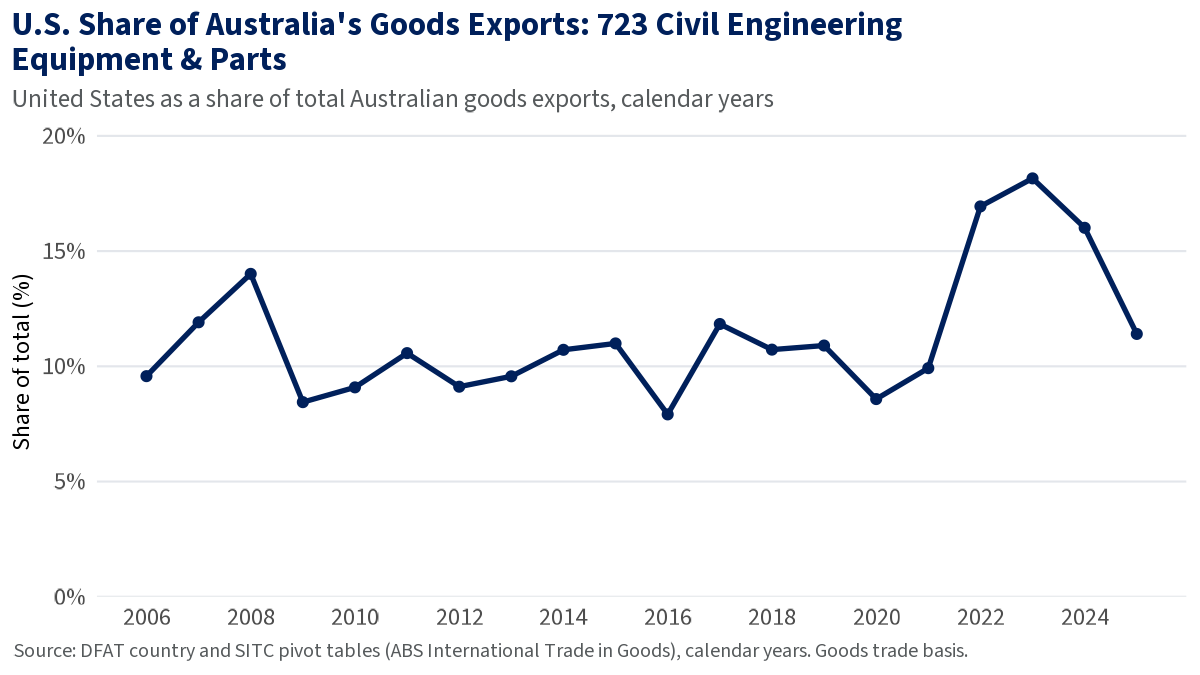 U.S. Share of Australia's Goods Exports: 723 Civil Engineering
Equipment & Parts
United States as a share of total Australian goods exports, calendar years
20%
15%
10%
5%
0%
Share of total (%)
2006 2008 2010 2012 2014 2016 2018 2020 2022 2024
Source: DFAT country and SITC pivot tables (ABS International Trade in Goods), calendar years. Goods trade basis.